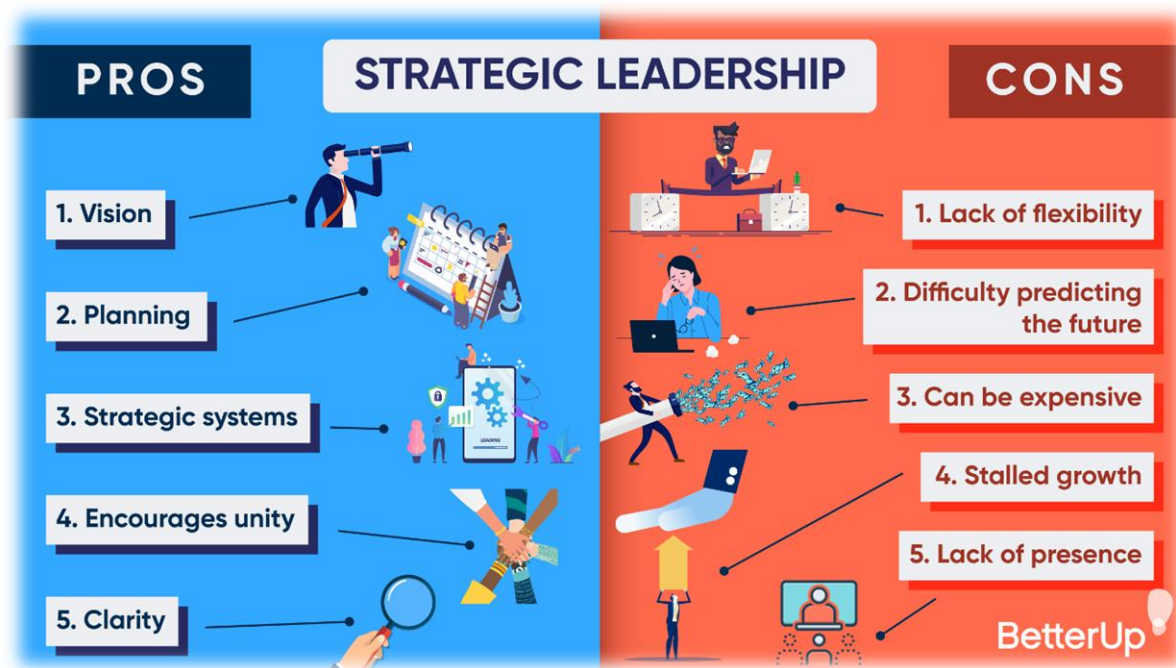 STRATEGIC LEADERSHIP
PROS
1. Vision
2. Planning
3. Strategic systems
LOADING
4. Encourages unity
5. Clarity
CONS
1. Lack of flexibility
2. Difficulty predicting
the future
3. Can be expensive
4. Stalled growth
5. Lack of presence
BetterUp